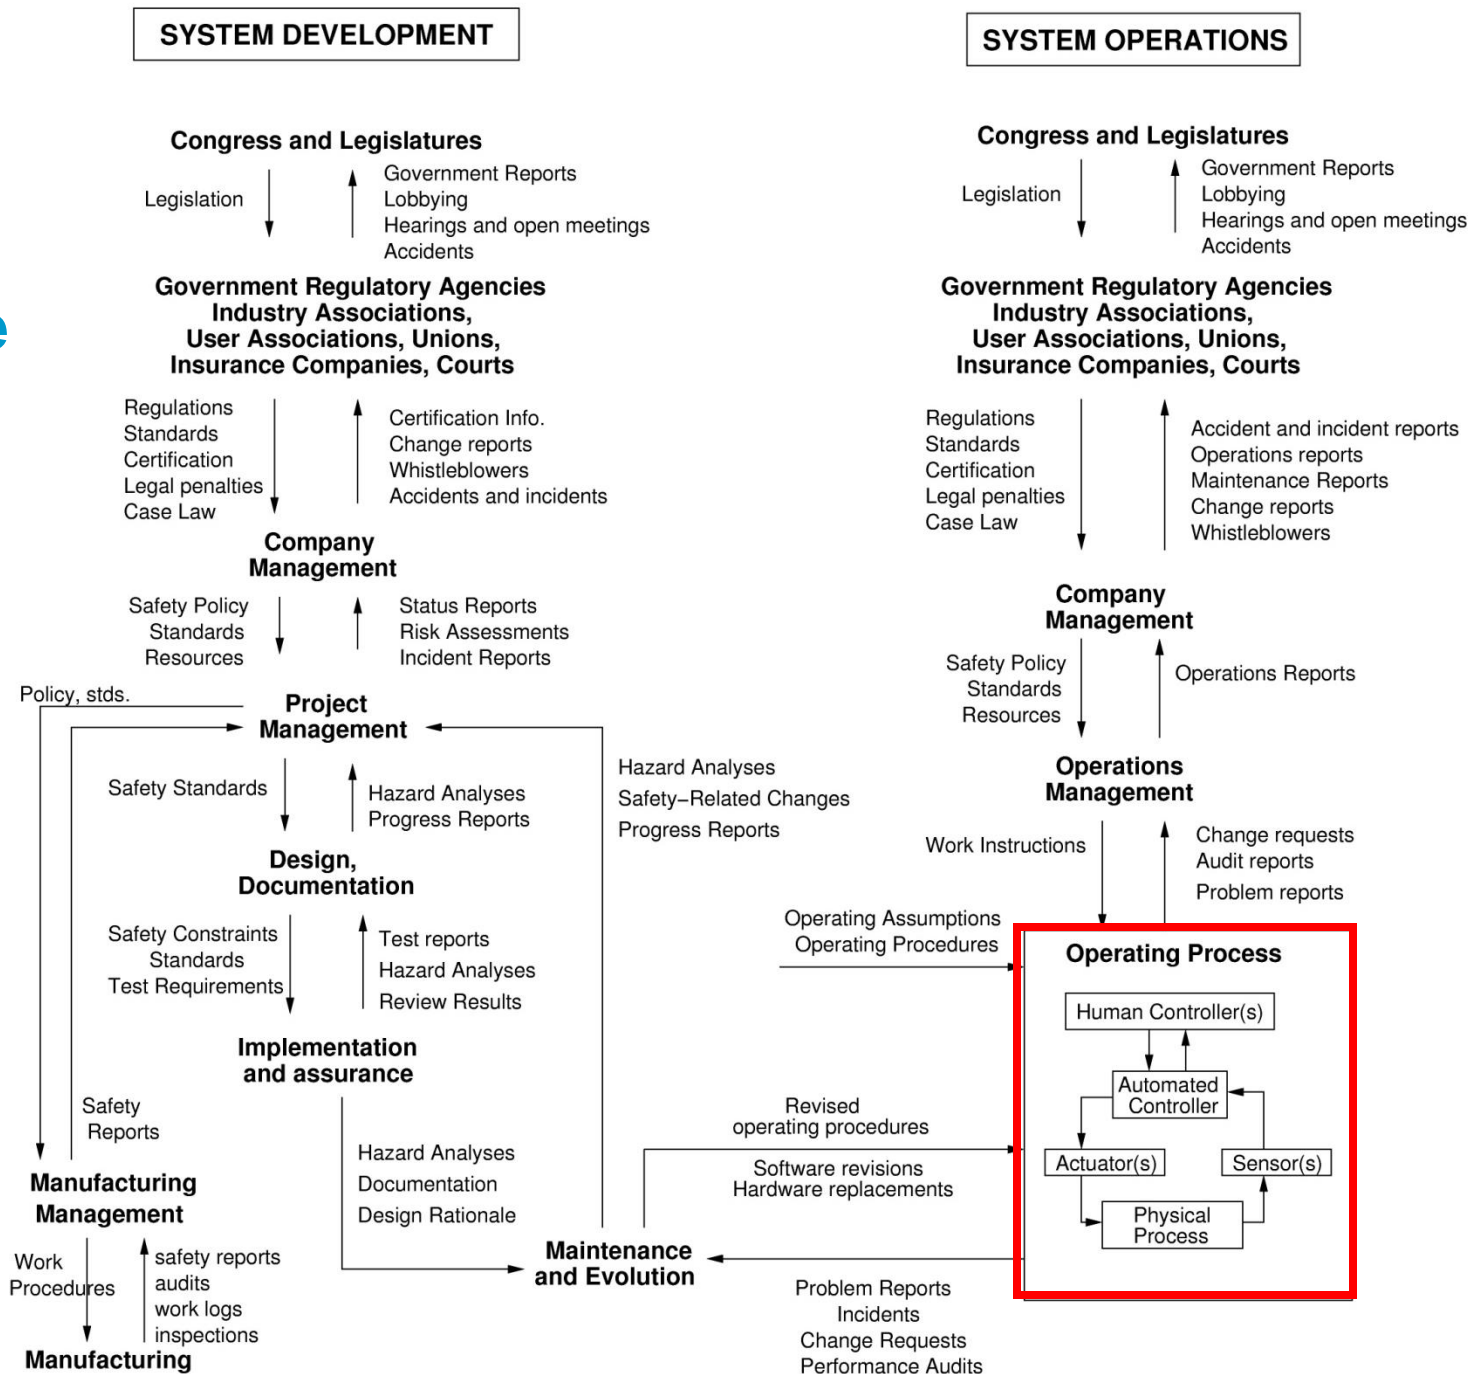 SYSTEM DEVELOPMENT
Congress and Legislatures
Legislation
Government Reports
Lobbying
Hearings and open meetings
Accidents
Government Regulatory Agencies
Industry Associations,
User Associations, Unions,
Insurance Companies, Courts
e
Regulations
Standards
Certification
Legal penalties
Case Law
Certification Info.
Change reports
Whistleblowers
Accidents and incidents
Company
Management
Safety Policy
Standards
Resources
Status Reports
Risk Assessments
Incident Reports
Policy, stds.
Project
Management
Safety Standards
Hazard Analyses
Progress Reports
Hazard Analyses
Safety–Related Changes
Progress Reports
Design,
Documentation
Safety Constraints
Standards
Test Requirements
Test reports
Hazard Analyses
Review Results
Implementation
and assurance
Safety
Reports
Hazard Analyses
Documentation
Design Rationale
Manufacturing
Management
Work
Procedures
safety reports
audits
work logs
inspections
Manufacturing
Maintenance
and Evolution
SYSTEM OPERATIONS
Congress and Legislatures
Legislation
Government Reports
Lobbying
Hearings and open meetings
Accidents
Government Regulatory Agencies
Industry Associations,
User Associations, Unions,
Insurance Companies, Courts
Regulations
Standards
Certification
Legal penalties
Case Law
Accident and incident reports
Operations reports
Maintenance Reports
Change reports
Whistleblowers
Company
Management
Safety Policy
Standards
Resources
Operations Reports
Operations
Management
Work Instructions
Change requests
Audit reports
Problem reports
Operating Assumptions
Operating Procedures
Operating Process
Human Controller(s)
Automated
Controller
Actuator(s)
Sensor(s)
Physical
Process
Revised
operating procedures
Software revisions
Hardware replacements
Problem Reports
Incidents
Change Requests
Performance Audits